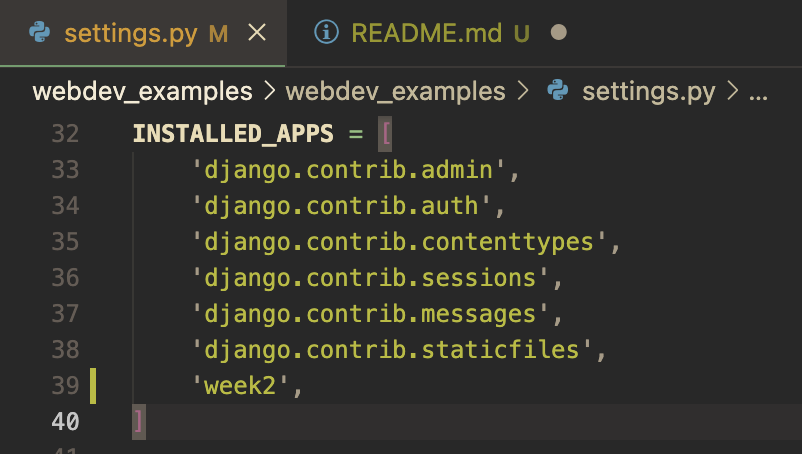 settings.py M × README.md U
webdev_examples > webdev_examples > settings.py > ...
32 INSTALLED_APPS = [
33 'django.contrib.admin',
34 'django.contrib.auth',
35 'django.contrib.contenttypes',
36 'django.contrib.sessions',
37 'django.contrib.messages',
38 'django.contrib.staticfiles',
39 'week2',
40 ]